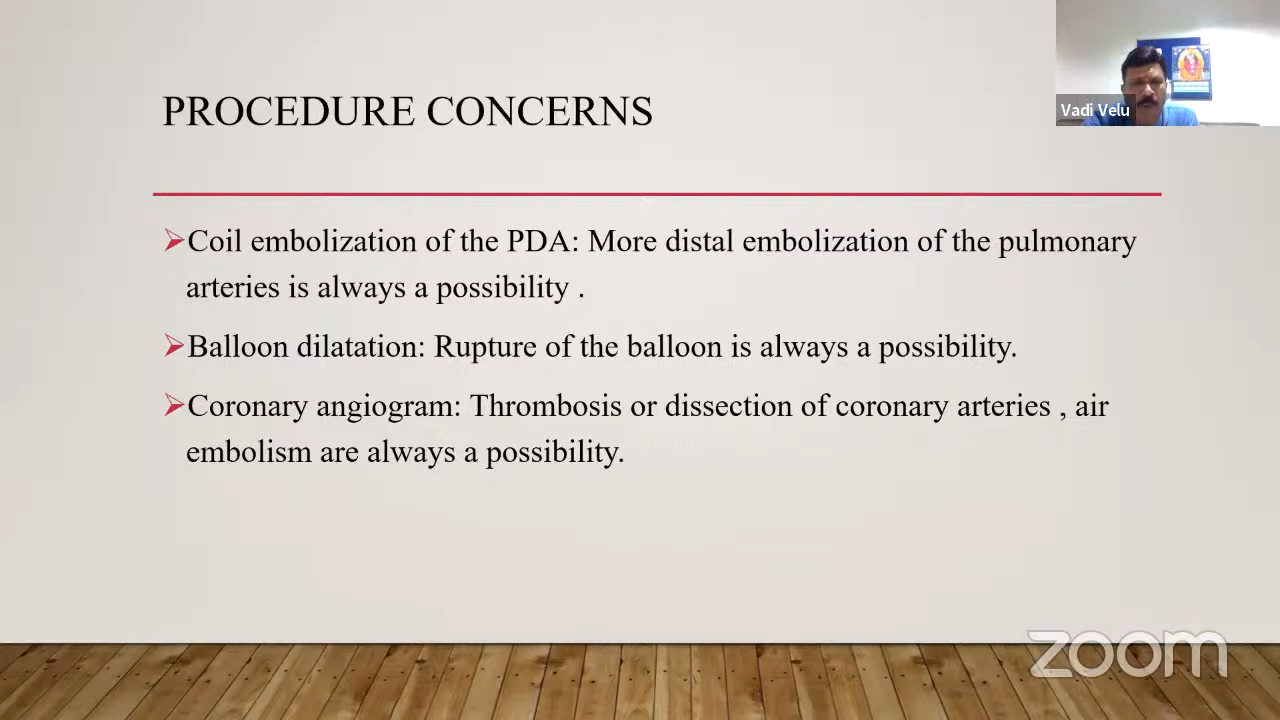 PROCEDURE CONCERNS
Vadi Velu
➢Coil embolization of the PDA: More distal embolization of the pulmonary
arteries is always a possibility .
➢Balloon dilatation: Rupture of the balloon is always a possibility.
➢Coronary angiogram: Thrombosis or dissection of coronary arteries , air
embolism are always a possibility.
zoom